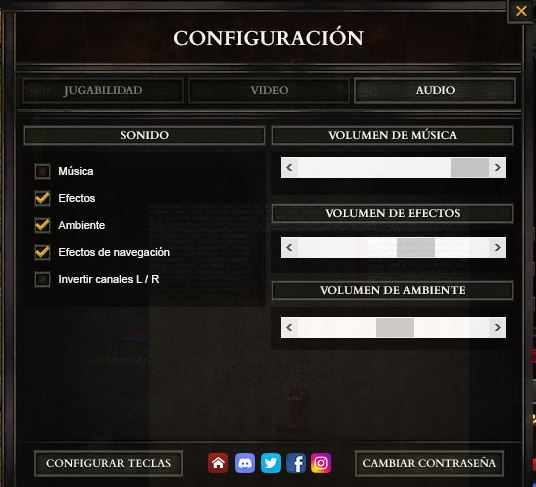 CONFIGURACIÓN
JUGABILIDAD
VIDEO
AUDIO
SONIDO
Música
Efectos
Ambiente
Efectos de navegación
Invertir canales L / R
VOLUMEN DE MÚSICA
VOLUMEN DE EFECTOS
VOLUMEN DE AMBIENTE
CONFIGURAR TECLAS
CAMBIAR CONTRASEÑA